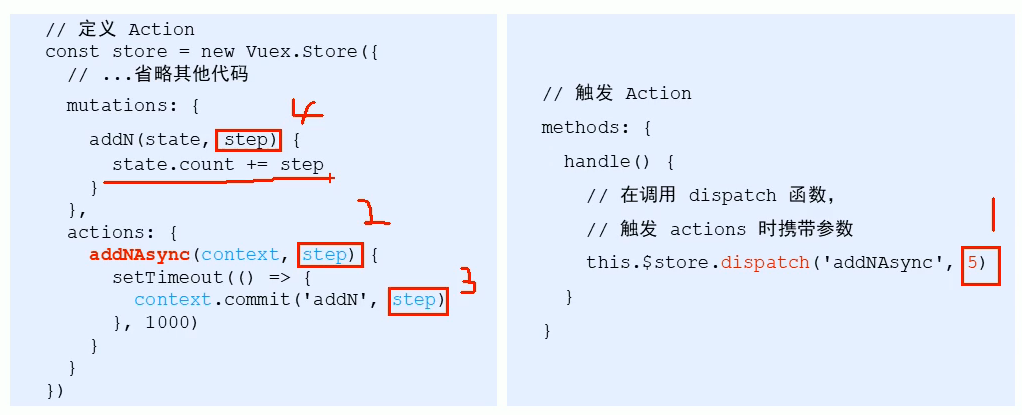 // 定义 Action
const store = new Vuex.Store({
// ...省略其他代码
mutations: {
4
addN(state, step) {
state.count += step
}
},
2
actions: {
addNAsync(context, step) {
setTimeout(() => {
3
context.commit('addN', step)
}, 1000)
}
}
})
// 触发 Action
methods: {
handle() {
// 在调用 dispatch 函数，
1
// 触发 actions 时携带参数
this.$store.dispatch('addNAsync', 5)
}
}